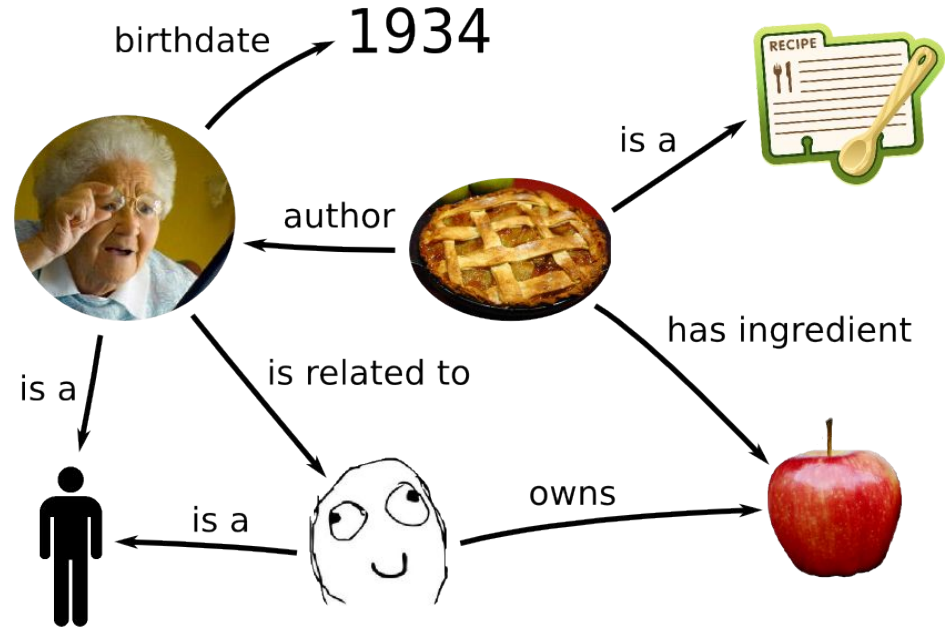 birthdate
1934
RECIPE
is a
author
has ingredient
is a
is related to
owns
is a